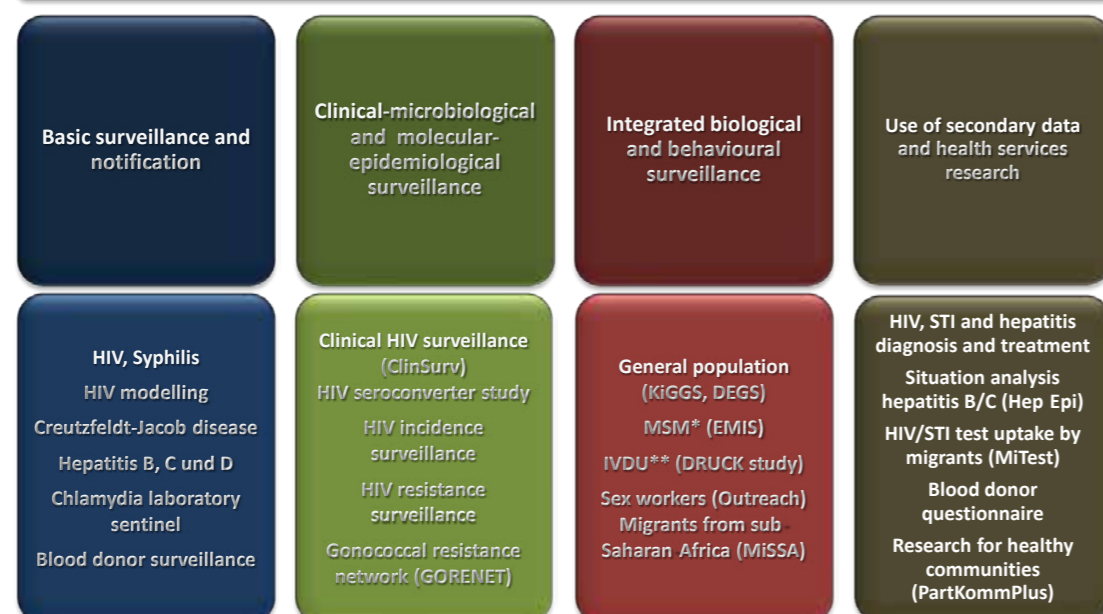 Basic surveillance and
notification
Clinical-microbiological
and molecular-
epidemiological
surveillance
Integrated biological
and behavioural
surveillance
Use of secondary data
and health services
research
HIV, Syphilis
HIV modelling
Creutzfeldt-Jacob disease
Hepatitis B, C und D
Chlamydia laboratory
sentinel
Blood donor surveillance
Clinical HIV surveillance
(ClinSurv)
HIV seroconverter study
HIV incidence
surveillance
HIV resistance
surveillance
Gonococcal resistance
network (GORENET)
General population
(KiGGS, DEGS)
MSM* (EMIS)
IVDU** (DRUCK study)
Sex workers (Outreach)
Migrants from sub-
Saharan Africa (MiSSA)
HIV, STI and hepatitis
diagnosis and treatment
Situation analysis
hepatitis B/C (Hep Epi)
HIV/STI test uptake by
migrants (MiTest)
Blood donor
questionnaire
Research for healthy
communities
(PartKommPlus)